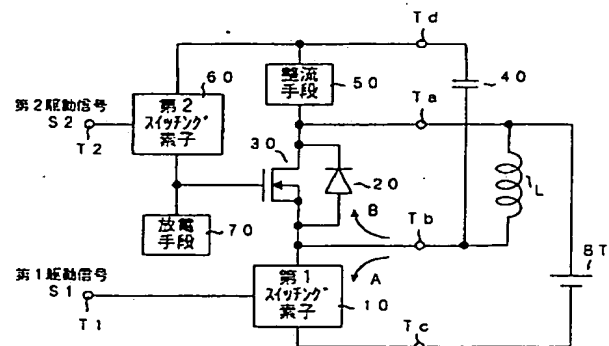 Td
60
第2
スイッチング
素子
整流
手段
50
40
Ta
第2駆動信号
S2
T2
30
20
L
B
放電
手段
70
Tb
BT
第1駆動信号
S1
T1
第1
スイッチング
素子
A
10
Tc